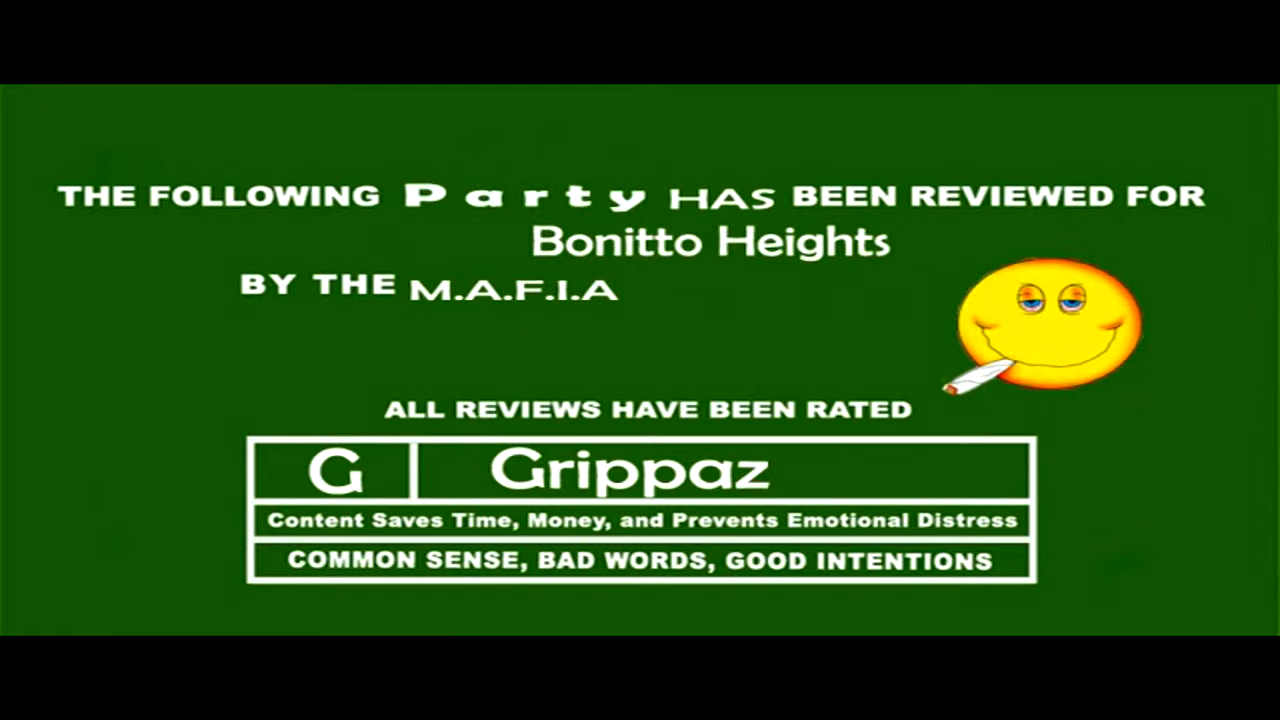 THE FOLLOWING Party HAS BEEN REVIEWED FOR
Bonitto Heights
BY THE M.A.F.I.A
ALL REVIEWS HAVE BEEN RATED
G Grippaz
Content Saves Time, Money, and Prevents Emotional Distress
COMMON SENSE, BAD WORDS, GOOD INTENTIONS